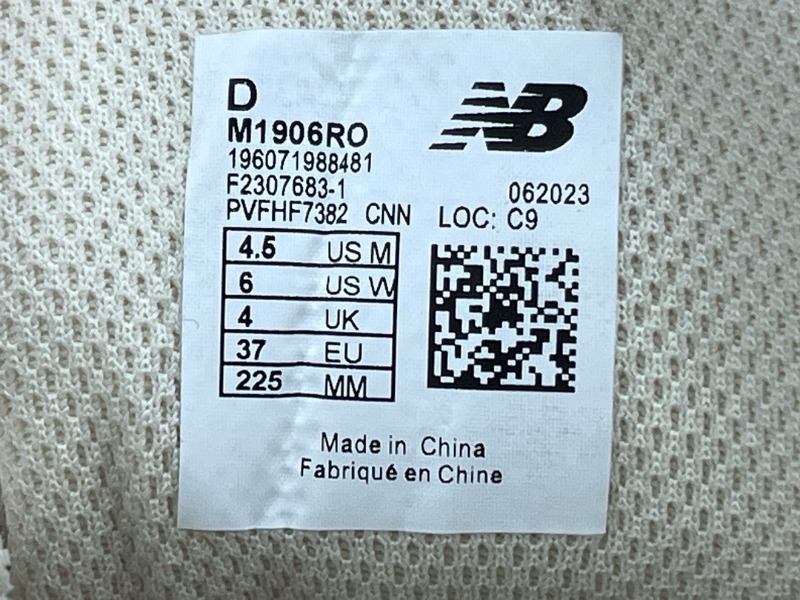 D
NB
M1906RO
196071988481
F2307683-1
062023
PVFHF7382 CNN LOC: C9
4.5 US M
6 US W
4 UK
37 EU
225 MM
Made in China
Fabriqué en Chine